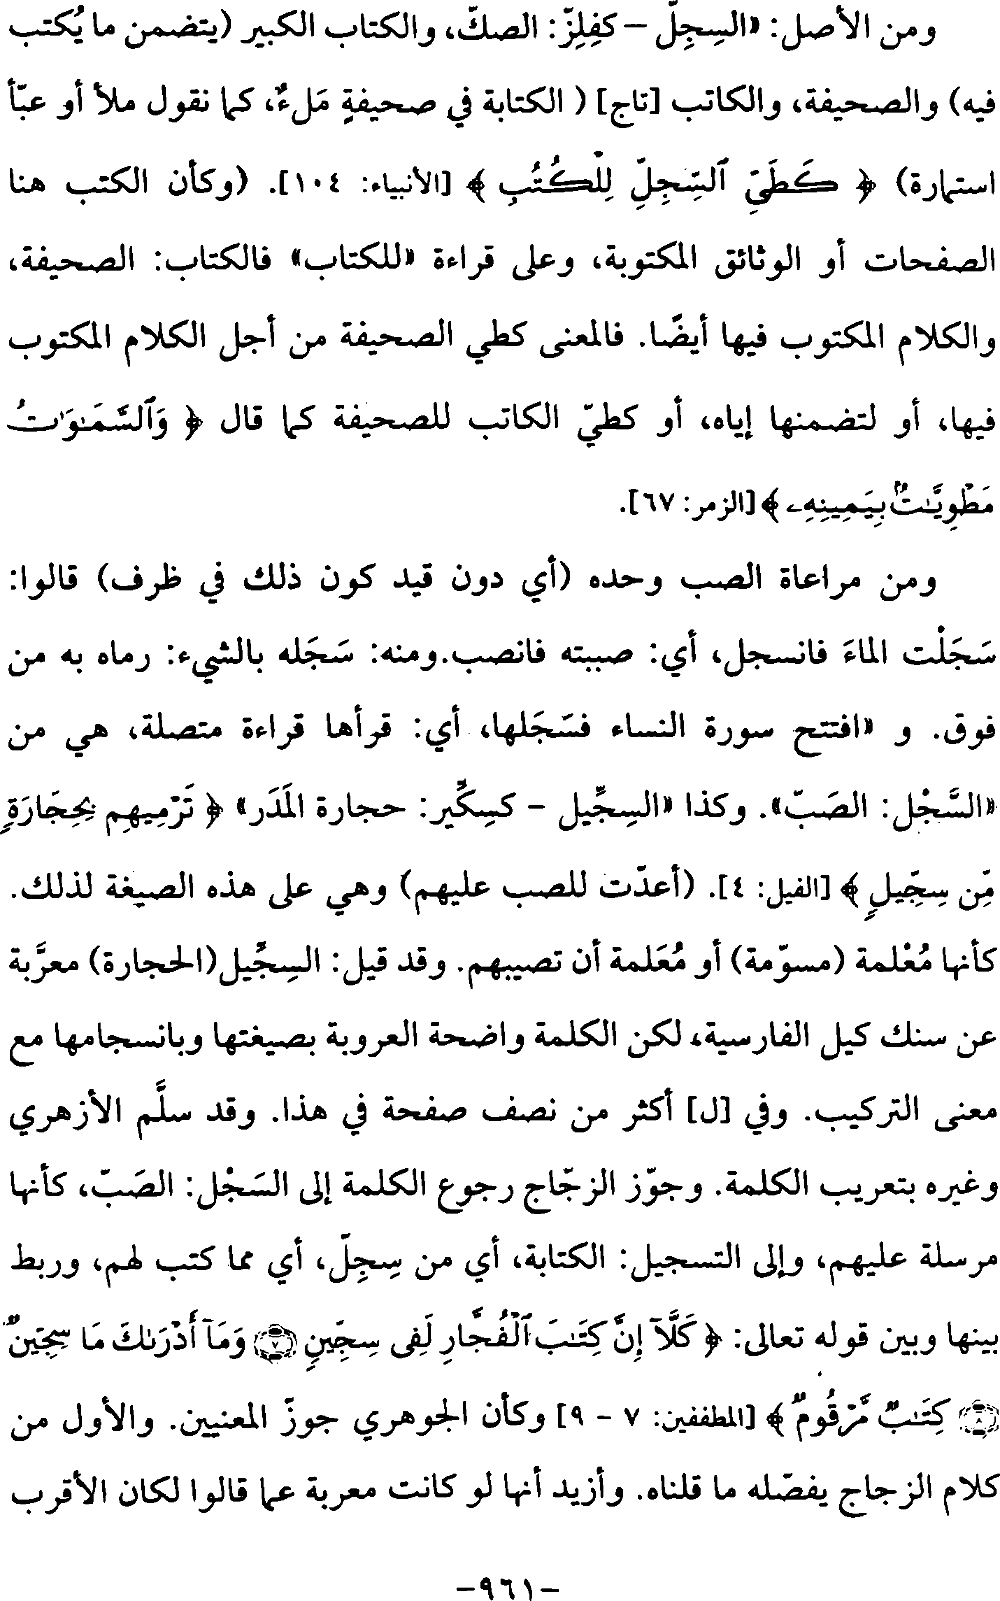 ومن الأصل: «السِجِلّ – كفِلِزّ: الصكّ، والكتاب الكبير (يتضمن ما يُكتب
فيه) والصحيفة، والكاتب [تاج] ( الكتابة في صحيفةٍ مَلءٌ، كما نقول ملأ أو عبّأ
استمارة) ﴿ كَطَيِّ ٱلسِّجِلِّ لِلْكُتُبِ ﴾ [الأنبياء: ١٠٤]. (وكأن الكتب هنا
الصفحات أو الوثائق المكتوبة، وعلى قراءة «للكتاب» فالكتاب: الصحيفة،
والكلام المكتوب فيها أيضًا. فالمعنى كطي الصحيفة من أجل الكلام المكتوب
فيها، أو لتضمنها إياه، أو كطيّ الكاتب للصحيفة كما قال ﴿ وَٱلسَّمَٰوَٰتُ
مَطْوِيَّٰتٌۢ بِيَمِينِهِۦ ﴾ [الزمر: ٦٧].
ومن مراعاة الصب وحده (أي دون قيد كون ذلك في ظرف) قالوا:
سَجَلْت الماءَ فانسجل، أي: صببته فانصب.ومنه: سَجَله بالشيء: رماه به من
فوق. و «افتتح سورة النساء فسَجَلها، أي: قرأها قراءة متصلة، هي من
«السَّجْل: الصَبّ». وكذا «السِجِّيل – كسِكِّير: حجارة المَدَر» ﴿ تَرْمِيهِم بِحِجَارَةٍ
مِّن سِجِّيلٍ ﴾ [الفيل: ٤]. (أعدّت للصب عليهم) وهي على هذه الصيغة لذلك.
كأنها مُعْلمة (مسوّمة) أو مُعَلمة أن تصيبهم. وقد قيل: السِجِّيل(الحجارة) معرَّبة
عن سنك كيل الفارسية، لكن الكلمة واضحة العروبة بصيغتها وبانسجامها مع
معنى التركيب. وفي [ل] أكثر من نصف صفحة في هذا. وقد سلَّم الأزهري
وغيره بتعريب الكلمة. وجوّز الزجّاج رجوع الكلمة إلى السَجْل: الصَبّ، كأنها
مرسلة عليهم، وإلى التسجيل: الكتابة، أي من سِجِلّ، أي مما كتب لهم، وربط
بينها وبين قوله تعالى: ﴿ كَلَّآ إِنَّ كِتَٰبَ ٱلْفُجَّارِ لَفِى سِجِّينٍ ۝٧ وَمَآ أَدْرَىٰكَ مَا سِجِّينٌ
۝٨ كِتَٰبٌ مَّرْقُومٌ ﴾ [المطففين: ٧ – ٩] وكأن الجوهري جوزّ المعنيين. والأول من
كلام الزجاج يفصّله ما قلناه. وأزيد أنها لو كانت معربة عما قالوا لكان الأقرب
–٩٦١–